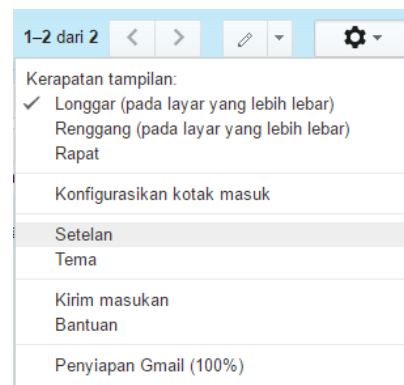 1–2 dari 2
Kerapatan tampilan:
Longgar (pada layar yang lebih lebar)
Renggang (pada layar yang lebih lebar)
Rapat
Konfigurasikan kotak masuk
Setelan
Tema
Kirim masukan
Bantuan
Penyiapan Gmail (100%)